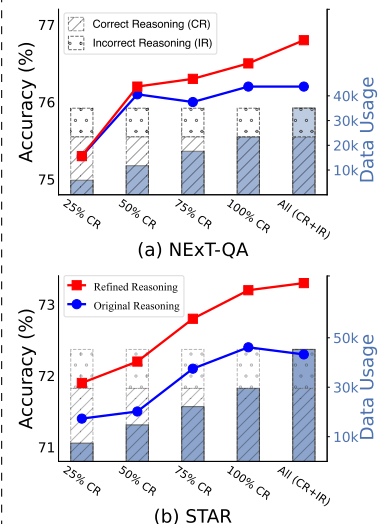 Correct Reasoning (CR)
Incorrect Reasoning (IR)
Accuracy (%)
77
76
75
40k
30k
20k
10k
Data Usage
25% CR
50% CR
75% CR
100% CR
All (CR+IR)
(a) NExT-QA
Refined Reasoning
Original Reasoning
Accuracy (%)
73
72
71
50k
30k
10k
Data Usage
25% CR
50% CR
75% CR
100% CR
All (CR+IR)
(b) STAR